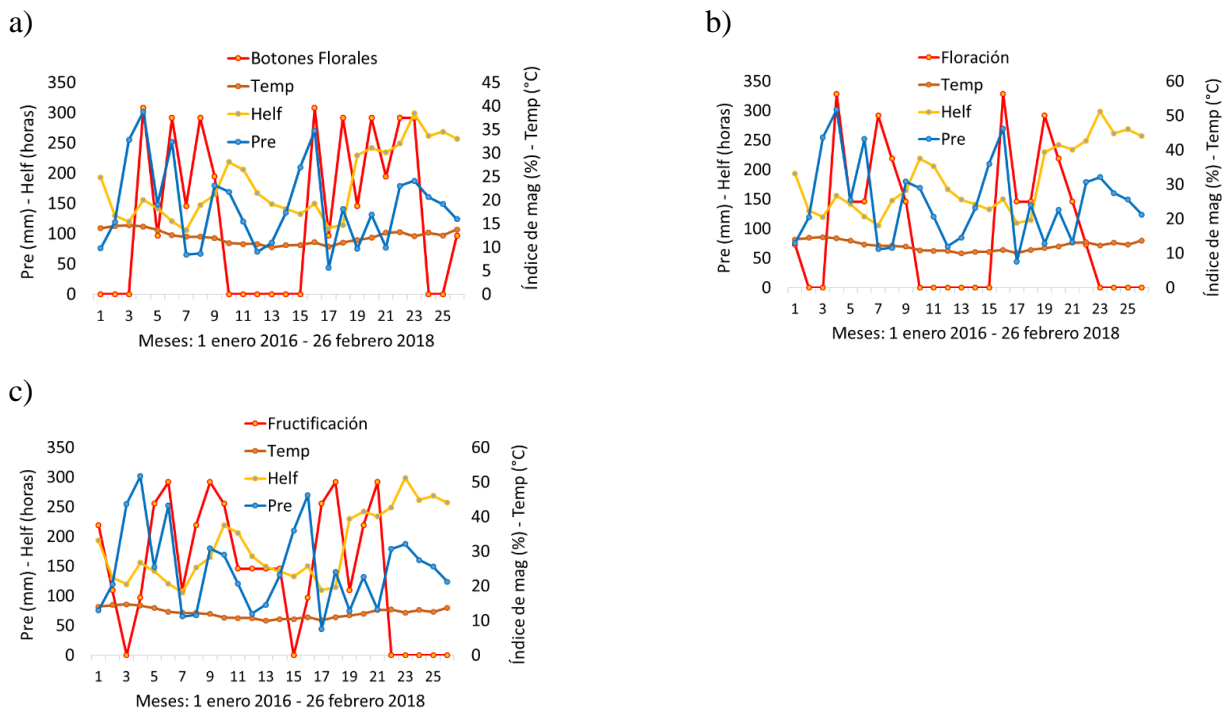 a)
Botones Florales
Temp
Helf
Pre
Pre (mm) - Helf (horas)
350
300
250
200
150
100
50
0
45
40
35
30
25
20
15
10
5
0
Índice de mag (%) - Temp (°C)
1 3 5 7 9 11 13 15 17 19 21 23 25
Meses: 1 enero 2016 - 26 febrero 2018
b)
Floración
Temp
Helf
Pre
Pre (mm) - Helf (horas)
350
300
250
200
150
100
50
0
60
50
40
30
20
10
0
Índice de mag (%) - Temp (°C)
1 3 5 7 9 11 13 15 17 19 21 23 25
Meses: 1 enero 2016 - 26 febrero 2018
c)
Fructificación
Temp
Helf
Pre
Pre (mm) - Helf (horas)
350
300
250
200
150
100
50
0
60
50
40
30
20
10
0
Índice de mag (%) - Temp (°C)
1 3 5 7 9 11 13 15 17 19 21 23 25
Meses: 1 enero 2016 - 26 febrero 2018